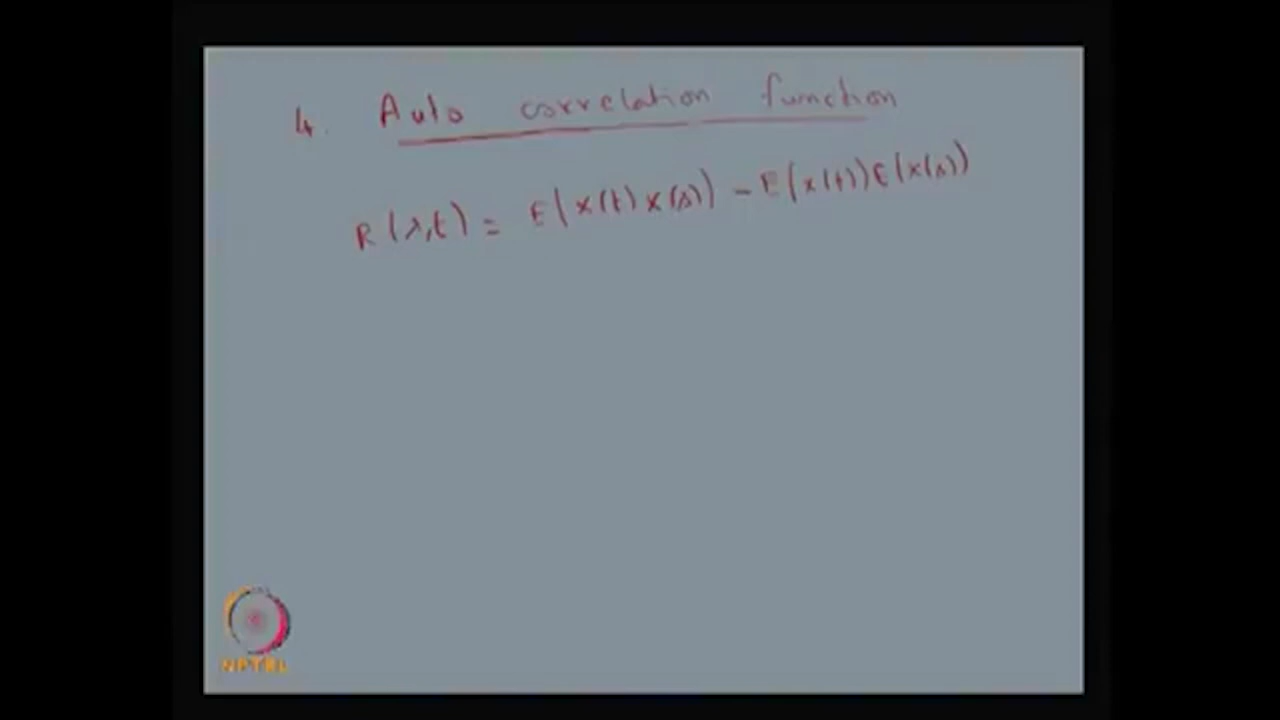 4. Auto correlation function
R(s,t) = E(x(t) x(s)) - E(x(t)) E(x(s))
NPTEL